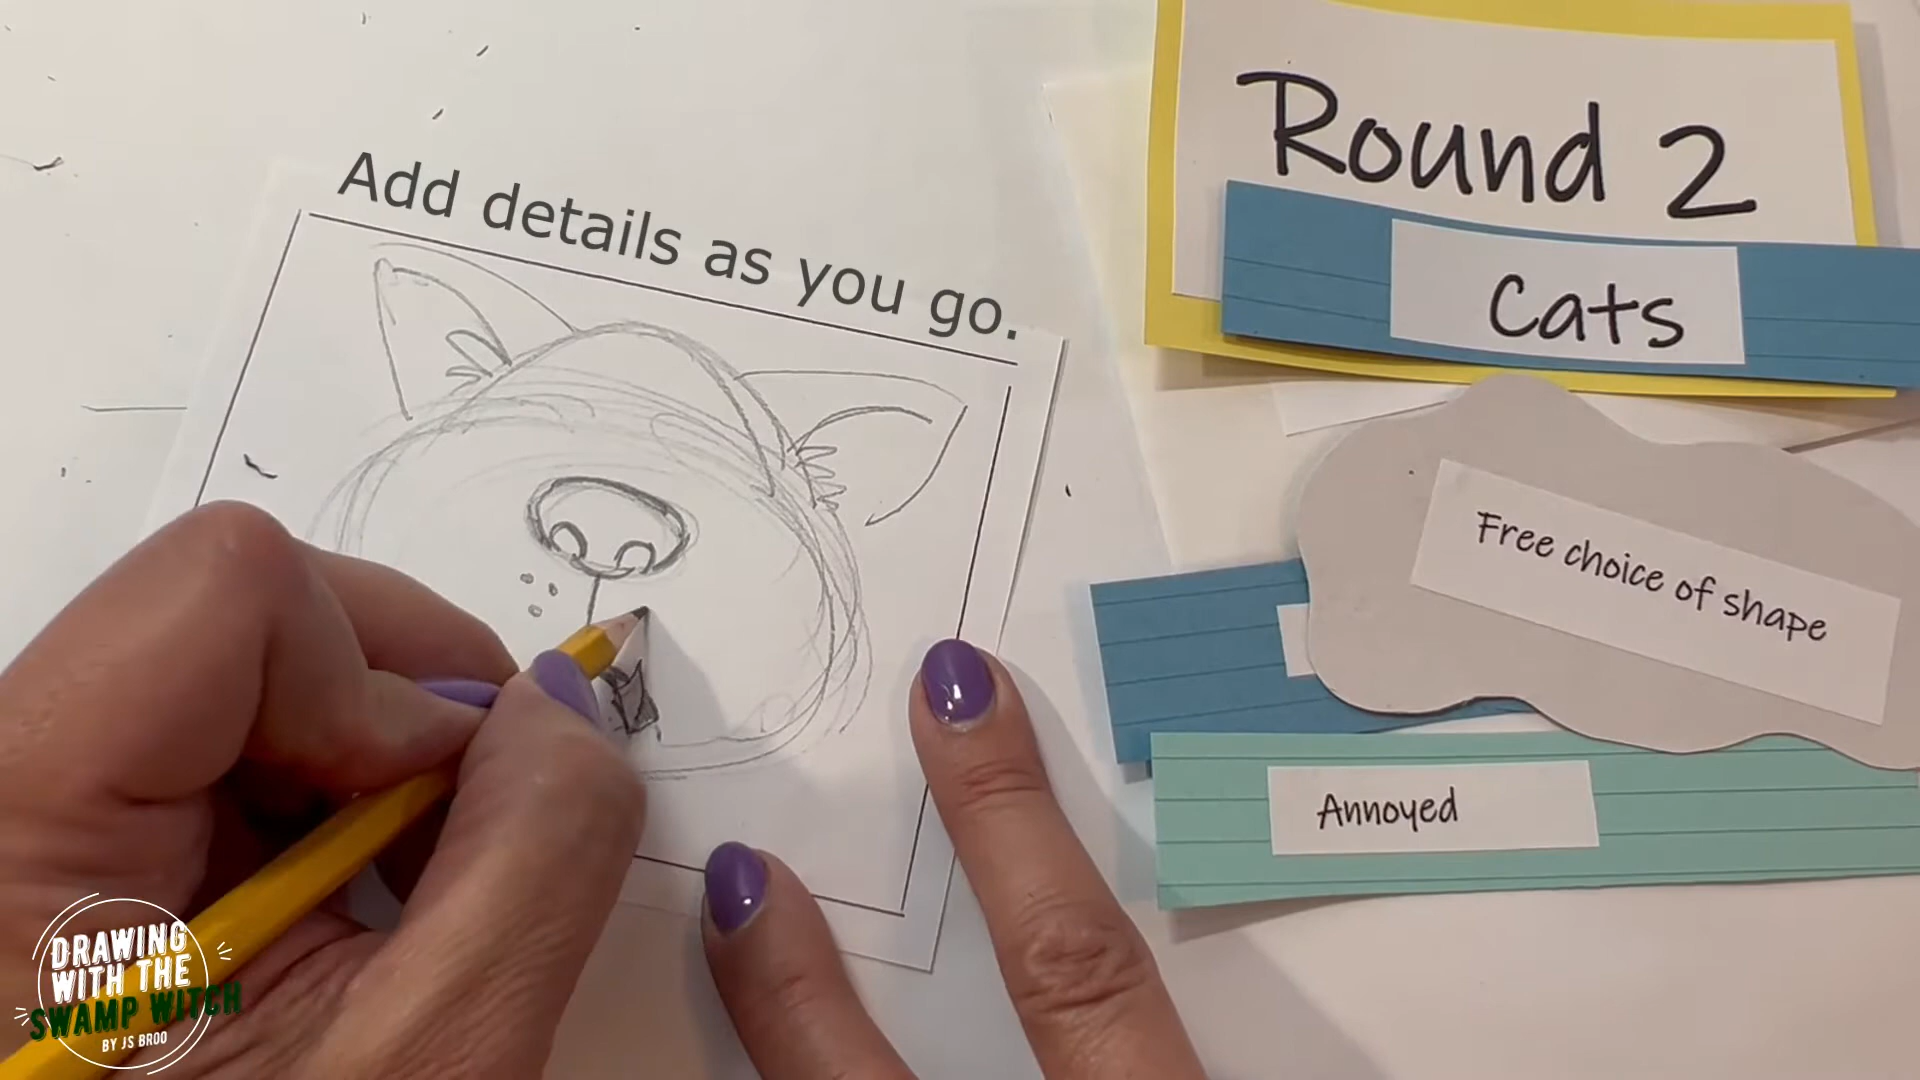 Add details as you go.
Round 2
Cats
Free choice of shape
Annoyed
DRAWING
WITH THE
SWAMP WITCH
BY JS BROO